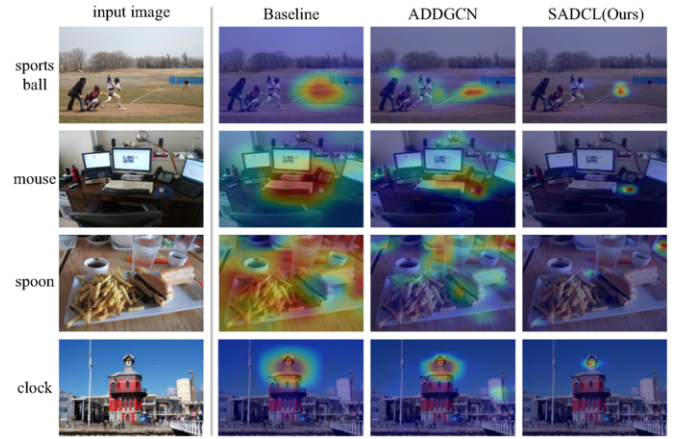 input image Baseline ADDGCN SADCL(Ours)
sports
ball
mouse
spoon
clock